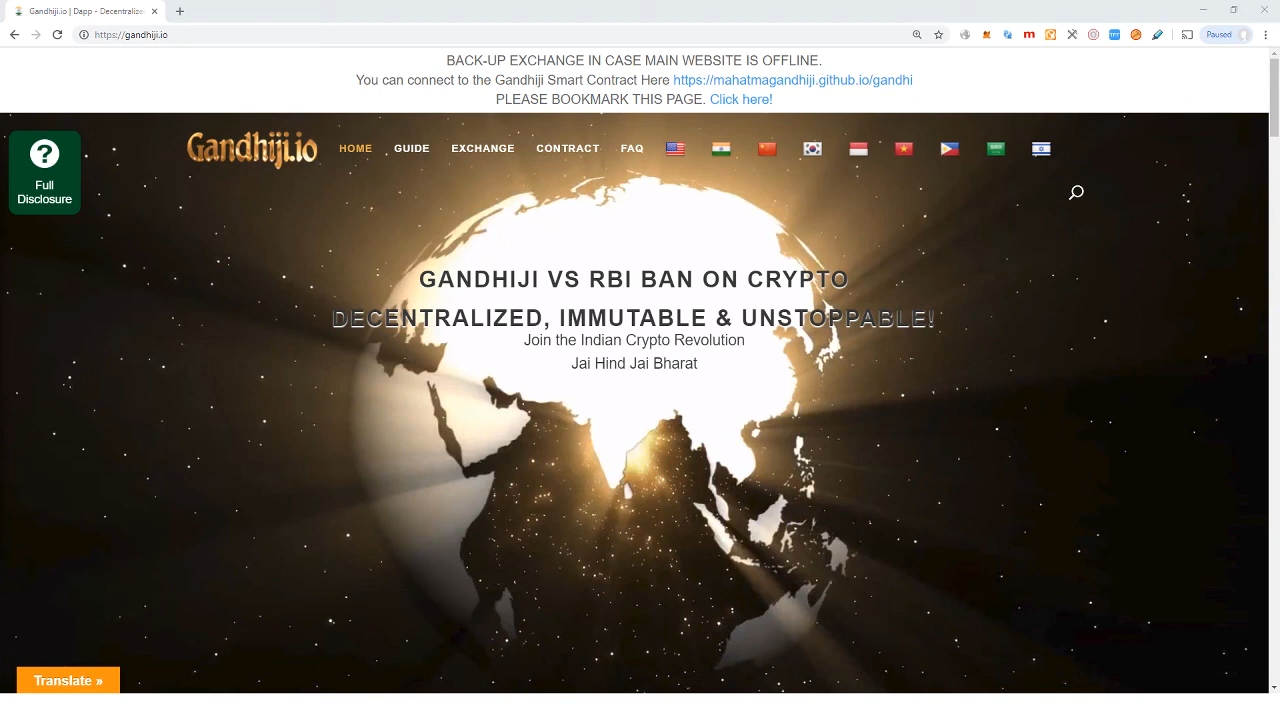 Gandhiji.io | Dapp - Decentralize
https://gandhiji.io
Paused
BACK-UP EXCHANGE IN CASE MAIN WEBSITE IS OFFLINE.
You can connect to the Gandhiji Smart Contract Here https://mahatmagandhiji.github.io/gandhi
PLEASE BOOKMARK THIS PAGE. Click here!
Full
Disclosure
Gandhiji.io
HOME GUIDE EXCHANGE CONTRACT FAQ
GANDHIJI VS RBI BAN ON CRYPTO
DECENTRALIZED, IMMUTABLE & UNSTOPPABLE!
Join the Indian Crypto Revolution
Jai Hind Jai Bharat
Translate »